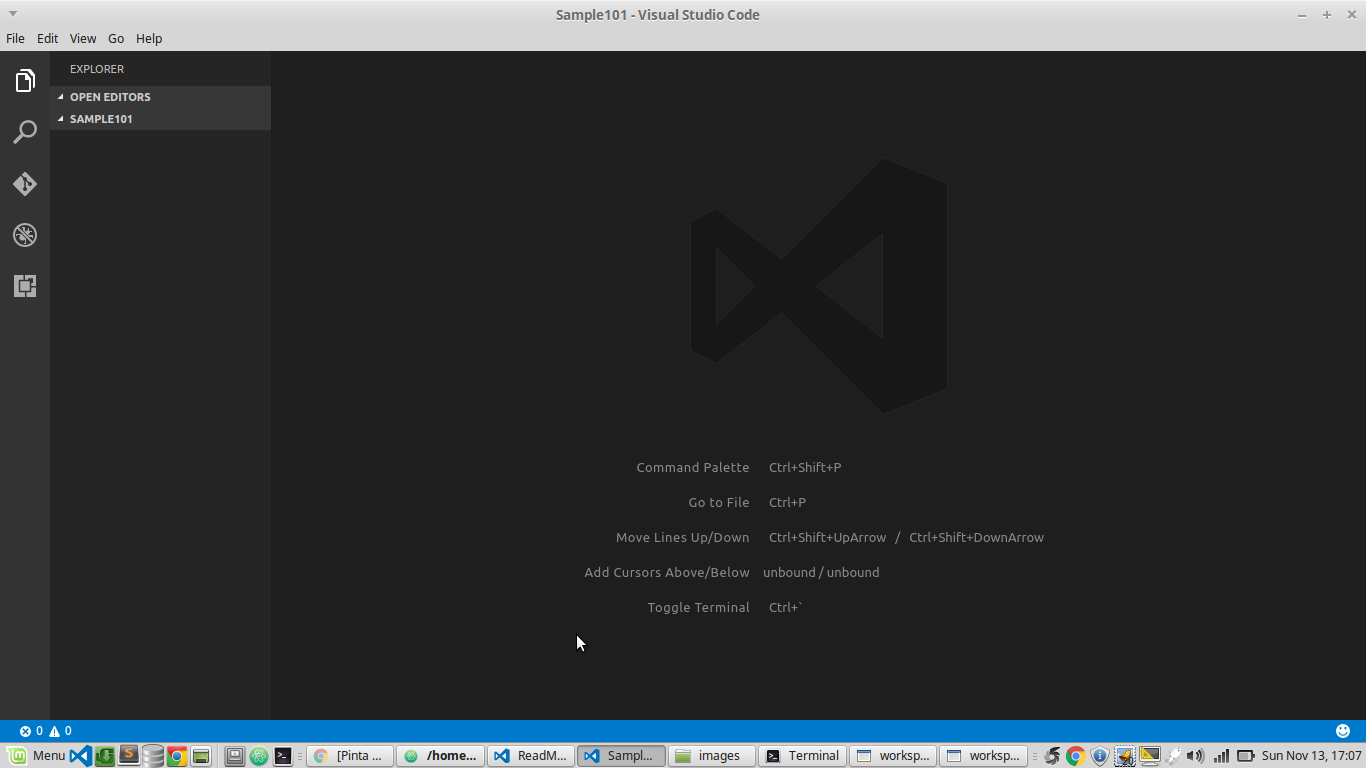 Sample101 - Visual Studio Code
File Edit View Go Help
EXPLORER
OPEN EDITORS
SAMPLE101
Command Palette Ctrl+Shift+P
Go to File Ctrl+P
Move Lines Up/Down Ctrl+Shift+UpArrow / Ctrl+Shift+DownArrow
Add Cursors Above/Below unbound / unbound
Toggle Terminal Ctrl+`
0 0
Menu [Pinta ... /home... ReadM... Sampl... images Terminal worksp... worksp... Sun Nov 13, 17:07